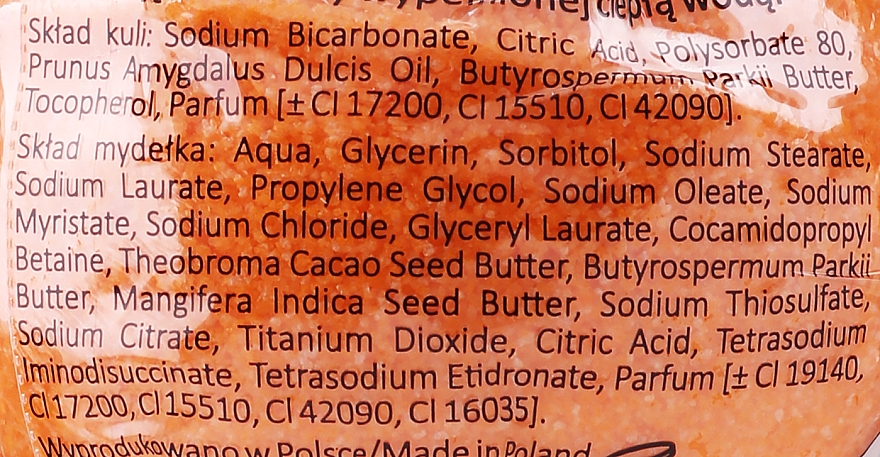 ciepłą wodą.
Skład kuli: Sodium Bicarbonate, Citric Acid, Polysorbate 80,
Prunus Amygdalus Dulcis Oil, Butyrospermum Parkii Butter,
Tocopherol, Parfum [± CI 17200, CI 15510, CI 42090].
Skład mydełka: Aqua, Glycerin, Sorbitol, Sodium Stearate,
Sodium Laurate, Propylene Glycol, Sodium Oleate, Sodium
Myristate, Sodium Chloride, Glyceryl Laurate, Cocamidopropyl
Betaine, Theobroma Cacao Seed Butter, Butyrospermum Parkii
Butter, Mangifera Indica Seed Butter, Sodium Thiosulfate,
Sodium Citrate, Titanium Dioxide, Citric Acid, Tetrasodium
Iminodisuccinate, Tetrasodium Etidronate, Parfum [± CI 19140,
CI 17200, CI 15510, CI 42090, CI 16035].
Wyprodukowano w Polsce/Made in Poland